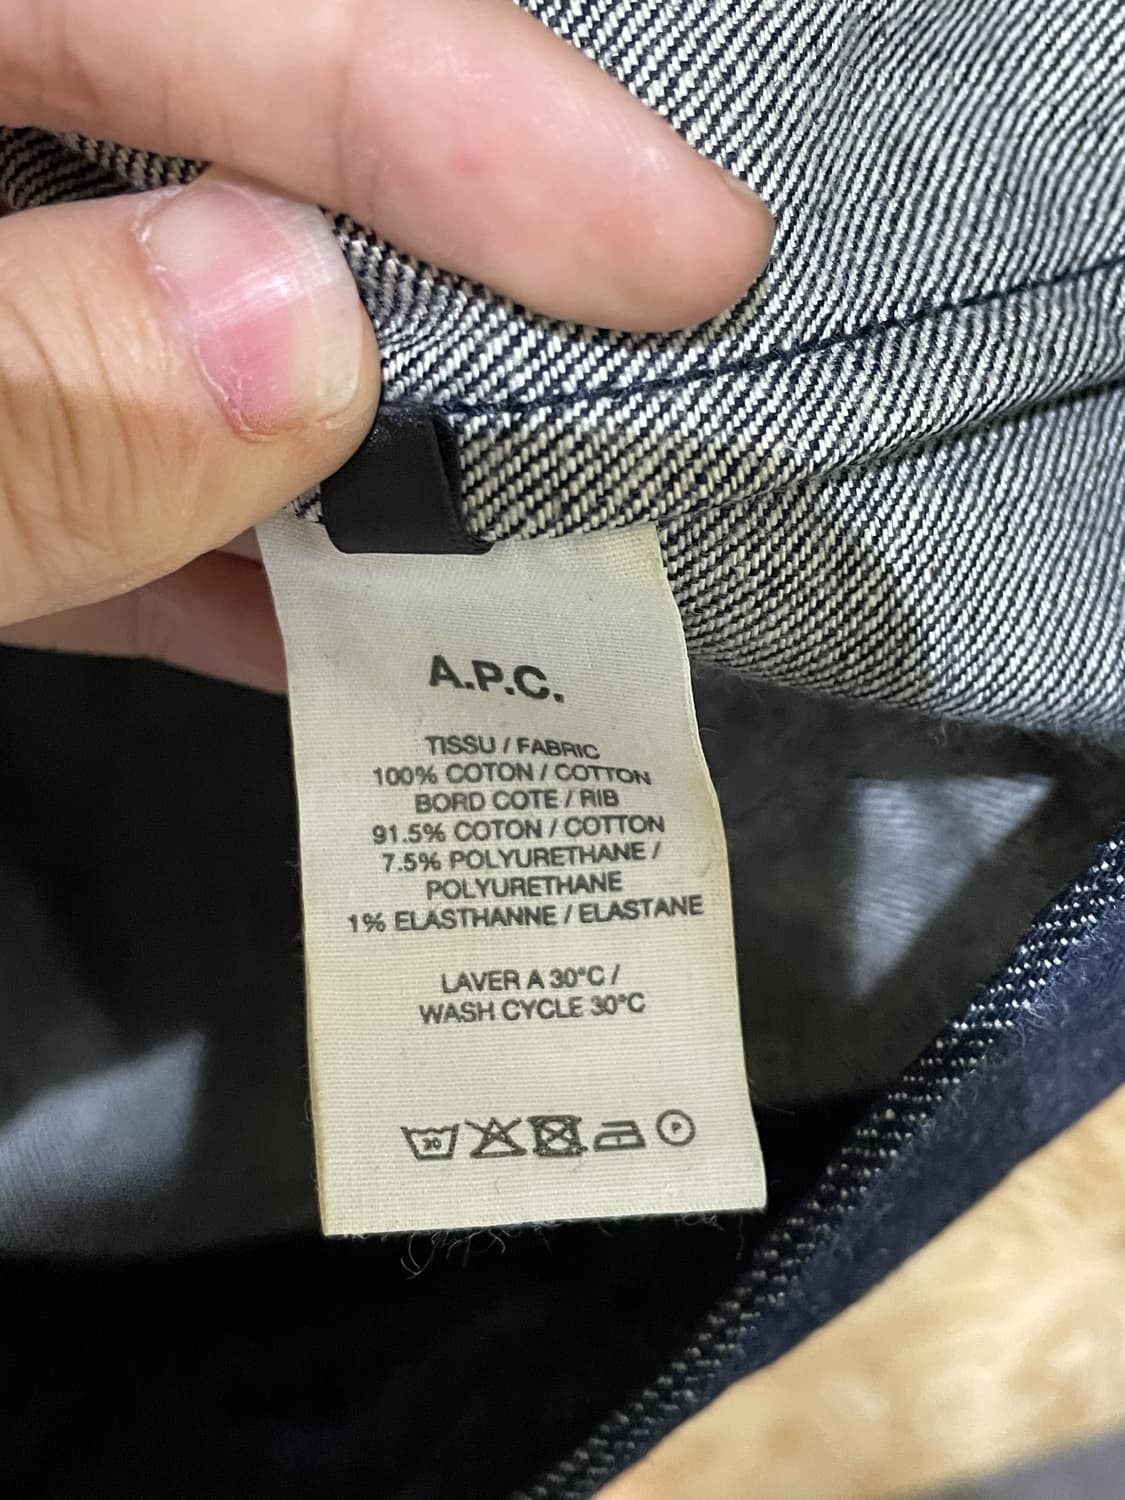 A.P.C.
TISSU / FABRIC
100% COTON / COTTON
BORD COTE / RIB
91.5% COTON / COTTON
7.5% POLYURETHANE /
POLYURETHANE
1% ELASTHANNE / ELASTANE
LAVER A 30°C /
WASH CYCLE 30°C
30 P